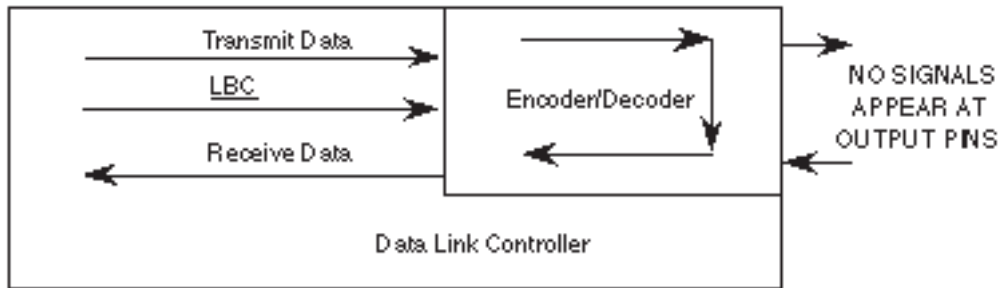 Transmit Data
LBC
Receive Data
Encoder/Decoder
NO SIGNALS
APPEAR AT
OUTPUT PINS
Data Link Controller